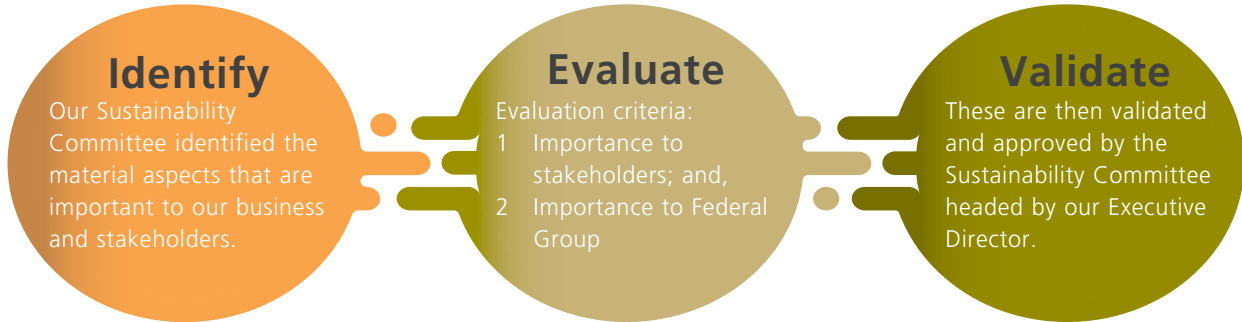 Identify
Our Sustainability
Committee identified the
material aspects that are
important to our business
and stakeholders.
Evaluate
Evaluation criteria:
1 Importance to
stakeholders; and,
2 Importance to Federal
Group
Validate
These are then validated
and approved by the
Sustainability Committee
headed by our Executive
Director.